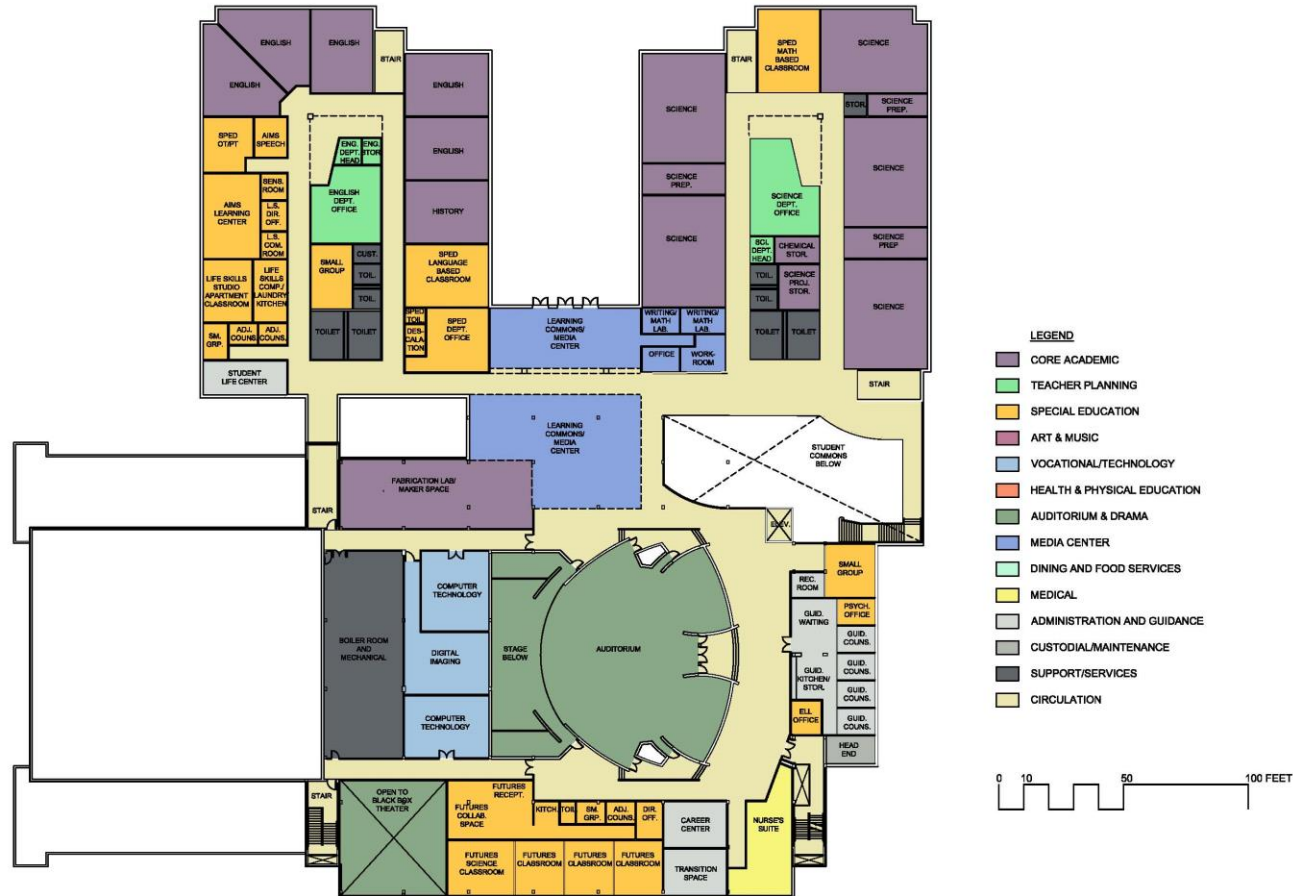 ENGLISH
ENGLISH
ENGLISH
STAIR
ENGLISH
ENGLISH
HISTORY
SPED
OT/PT
AIMS
SPEECH
SENS.
ROOM
AIMS
LEARNING
CENTER
L.S.
DIR.
OFF.
L.S.
COM.
ROOM
LIFE SKILLS
STUDIO
APARTMENT
CLASSROOM
LIFE
SKILLS
COMP./
LAUNDRY
KITCHEN
SM.
GRP.
ADJ.
COUNS.
ADJ.
COUNS.
STUDENT
LIFE CENTER
ENG.
DEPT.
HEAD
ENG.
STOR.
ENGLISH
DEPT.
OFFICE
SMALL
GROUP
CUST.
TOIL.
TOIL.
TOILET
TOILET
SPED
LANGUAGE
BASED
CLASSROOM
SPED
TOIL.
DES-
CALA-
TION
SPED DEPT.
OFFICE
LEARNING
COMMONS/
MEDIA
CENTER
WRITING/
MATH LAB.
WRITING/
MATH LAB.
OFFICE
WORK-
ROOM
SCIENCE
SCIENCE
PREP.
SCIENCE
STAIR
SPED
MATH
BASED
CLASSROOM
SCIENCE
STOR.
SCIENCE
PREP.
SCIENCE
SCIENCE
PREP
SCIENCE
SCIENCE
DEPT.
OFFICE
SCI.
DEPT.
HEAD
CHEMICAL
STOR.
TOIL.
SCIENCE
PROJ.
STOR.
TOIL.
TOILET
TOILET
STAIR
LEARNING
COMMONS/
MEDIA
CENTER
STUDENT
COMMONS
BELOW
FABRICATION LAB/
MAKER SPACE
STAIR
ELEV.
BOILER ROOM
AND
MECHANICAL
COMPUTER
TECHNOLOGY
DIGITAL
IMAGING
COMPUTER
TECHNOLOGY
STAGE
BELOW
AUDITORIUM
REC.
ROOM
SMALL
GROUP
PSYCH.
OFFICE
GUID.
WAITING
GUID.
COUNS.
GUID.
COUNS.
GUID.
KITCHEN/
STOR.
GUID.
COUNS.
ELL
OFFICE
GUID.
COUNS.
HEAD
END
STAIR
OPEN TO
BLACK BOX
THEATER
FUTURES
RECEPT.
FUTURES
COLLAB.
SPACE
KITCH.
TOIL.
SM.
GRP.
ADJ.
COUNS.
DIR.
OFF.
CAREER
CENTER
NURSE'S
SUITE
FUTURES
SCIENCE
CLASSROOM
FUTURES
CLASSROOM
FUTURES
CLASSROOM
FUTURES
CLASSROOM
TRANSITION
SPACE
LEGEND
CORE ACADEMIC
TEACHER PLANNING
SPECIAL EDUCATION
ART & MUSIC
VOCATIONAL/TECHNOLOGY
HEALTH & PHYSICAL EDUCATION
AUDITORIUM & DRAMA
MEDIA CENTER
DINING AND FOOD SERVICES
MEDICAL
ADMINISTRATION AND GUIDANCE
CUSTODIAL/MAINTENANCE
SUPPORT/SERVICES
CIRCULATION
0 10 50 100 FEET